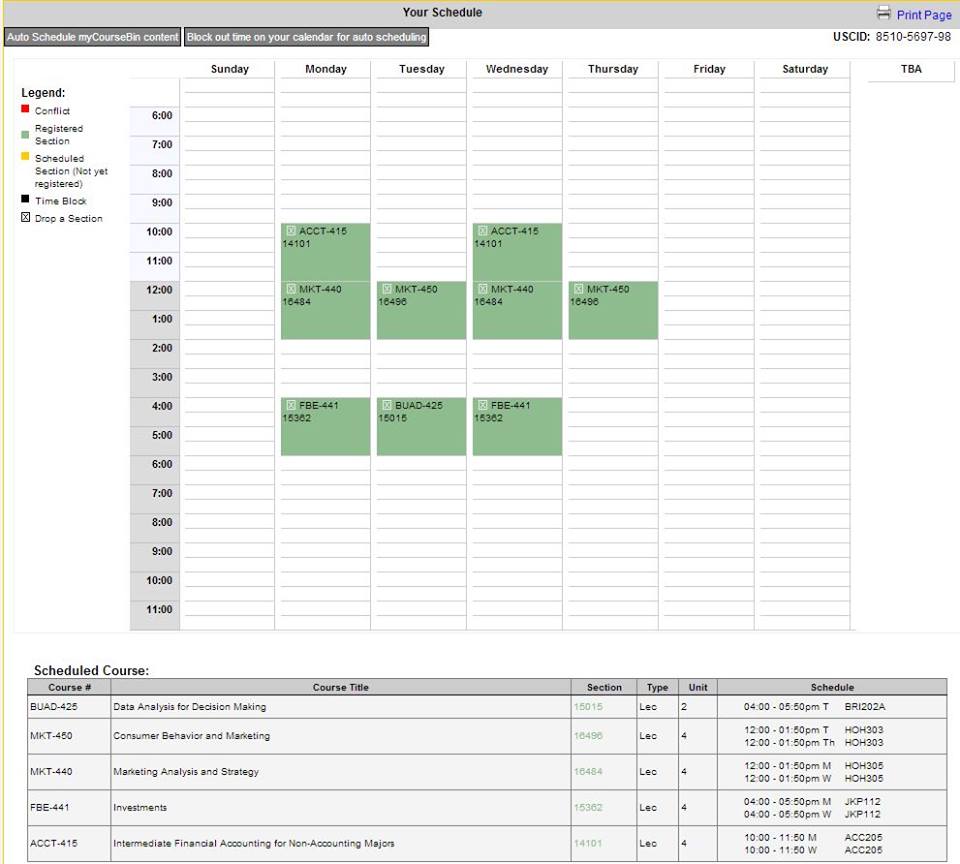 Your Schedule
Print Page
Auto Schedule myCourseBin content Block out time on your calendar for auto scheduling
USCID: 8510-5697-98
Sunday Monday Tuesday Wednesday Thursday Friday Saturday TBA
Legend:
Conflict
Registered
Section
Scheduled
Section (Not yet
registered)
Time Block
Drop a Section
6:00
7:00
8:00
9:00
10:00 ACCT-415 ACCT-415
14101 14101
11:00
12:00 MKT-440 MKT-450 MKT-440 MKT-450
16484 16496 16484 16496
1:00
2:00
3:00
4:00 FBE-441 BUAD-425 FBE-441
15362 15015 15362
5:00
6:00
7:00
8:00
9:00
10:00
11:00
Scheduled Course:
Course # Course Title Section Type Unit Schedule
BUAD-425 Data Analysis for Decision Making 15015 Lec 2 04:00 - 05:50pm T BRI202A
MKT-450 Consumer Behavior and Marketing 16496 Lec 4 12:00 - 01:50pm T HOH303
12:00 - 01:50pm Th HOH303
MKT-440 Marketing Analysis and Strategy 16484 Lec 4 12:00 - 01:50pm M HOH305
12:00 - 01:50pm W HOH305
FBE-441 Investments 15362 Lec 4 04:00 - 05:50pm M JKP112
04:00 - 05:50pm W JKP112
ACCT-415 Intermediate Financial Accounting for Non-Accounting Majors 14101 Lec 4 10:00 - 11:50 M ACC205
10:00 - 11:50 W ACC205